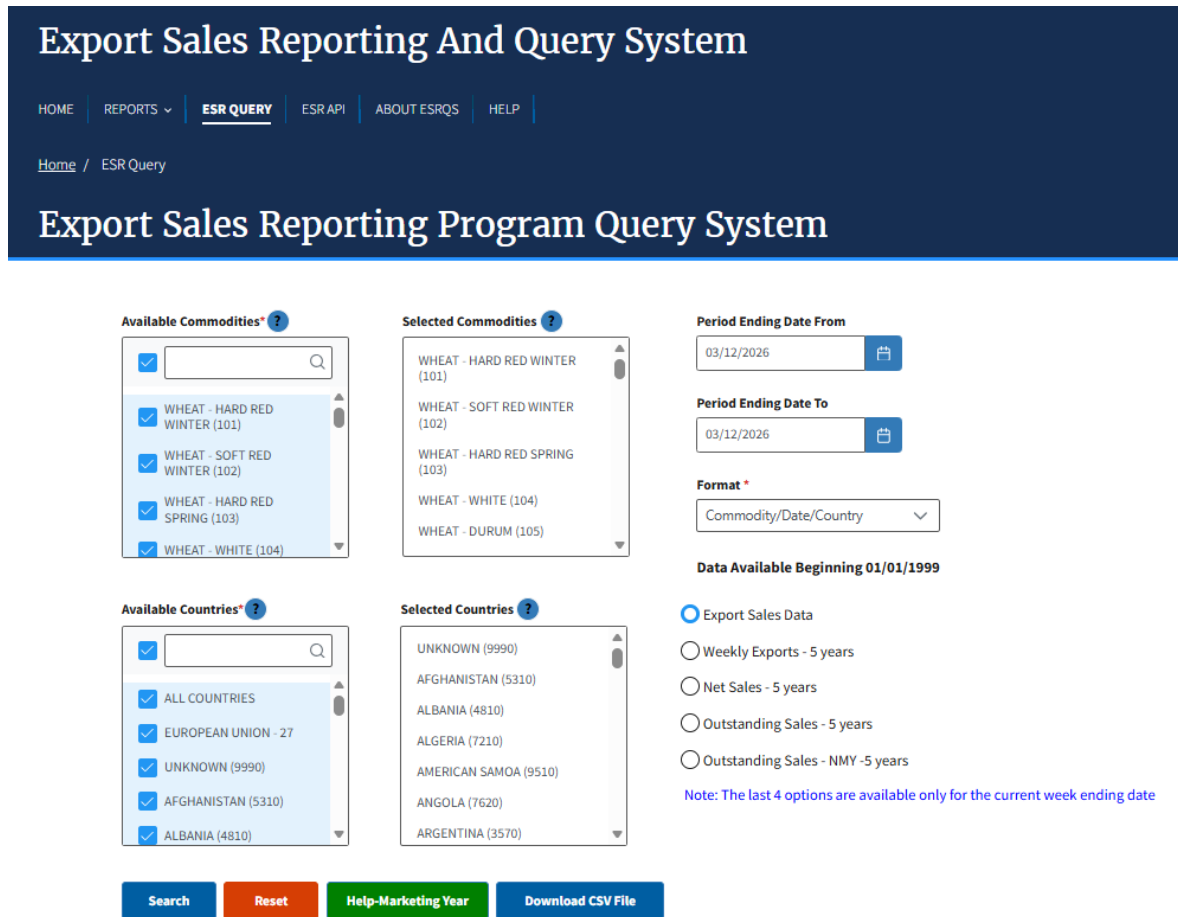 Export Sales Reporting And Query System
HOME REPORTS ESR QUERY ESR API ABOUT ESRQS HELP
Home / ESR Query
Export Sales Reporting Program Query System
Available Commodities* ?
WHEAT - HARD RED
WINTER (101)
WHEAT - SOFT RED
WINTER (102)
WHEAT - HARD RED
SPRING (103)
WHEAT - WHITE (104)
Selected Commodities ?
WHEAT - HARD RED WINTER
(101)
WHEAT - SOFT RED WINTER
(102)
WHEAT - HARD RED SPRING
(103)
WHEAT - WHITE (104)
WHEAT - DURUM (105)
Period Ending Date From
03/12/2026
Period Ending Date To
03/12/2026
Format *
Commodity/Date/Country
Data Available Beginning 01/01/1999
Available Countries* ?
ALL COUNTRIES
EUROPEAN UNION - 27
UNKNOWN (9990)
AFGHANISTAN (5310)
ALBANIA (4810)
Selected Countries ?
UNKNOWN (9990)
AFGHANISTAN (5310)
ALBANIA (4810)
ALGERIA (7210)
AMERICAN SAMOA (9510)
ANGOLA (7620)
ARGENTINA (3570)
Export Sales Data
Weekly Exports - 5 years
Net Sales - 5 years
Outstanding Sales - 5 years
Outstanding Sales - NMY -5 years
Note: The last 4 options are available only for the current week ending date
Search Reset Help-Marketing Year Download CSV File